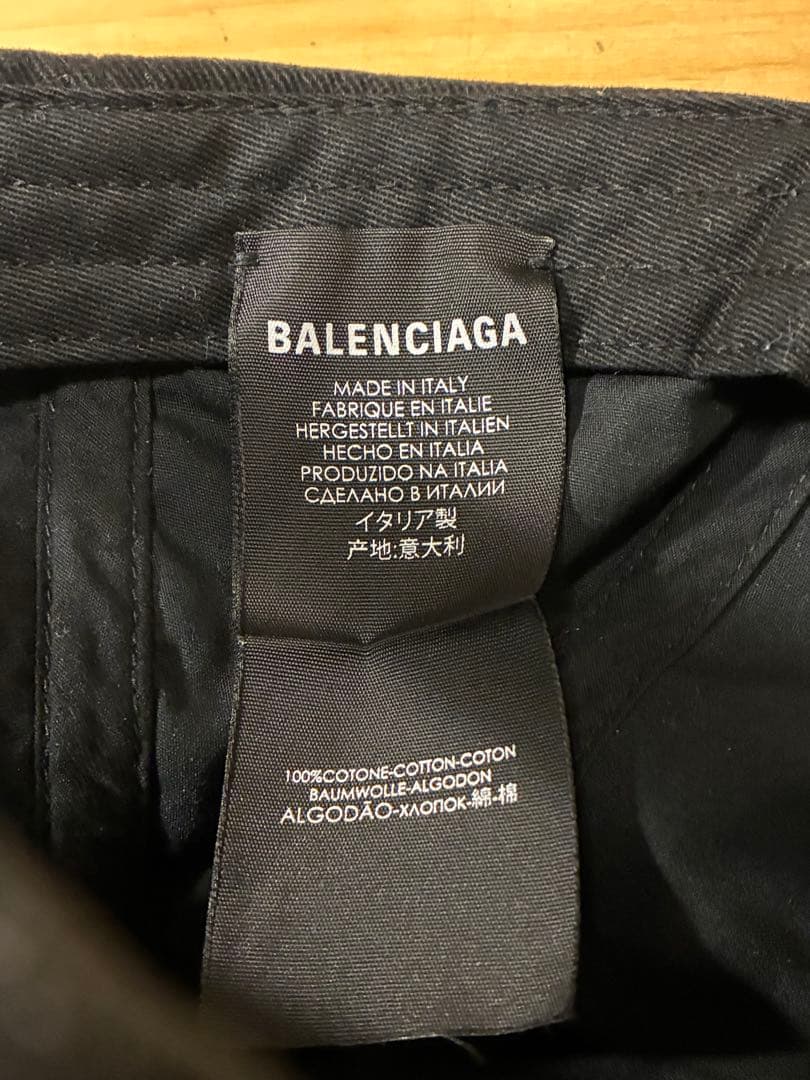 BALENCIAGA
MADE IN ITALY
FABRIQUE EN ITALIE
HERGESTELLT IN ITALIEN
HECHO EN ITALIA
PRODUZIDO NA ITALIA
СДЕЛАНО В ИТАЛИИ
イタリア製
产地:意大利
100%COTONE-COTTON-COTON
BAUMWOLLE-ALGODON
ALGODÃO-ХЛОПОК-綿-棉